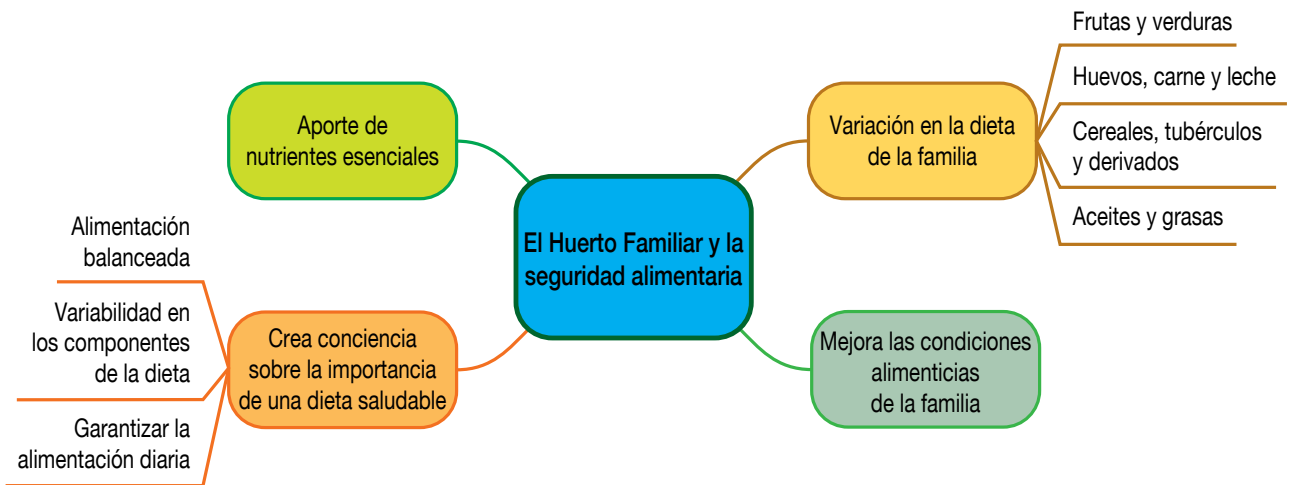 El Huerto Familiar y la
seguridad alimentaria
Aporte de
nutrientes esenciales
Variación en la dieta
de la familia
Frutas y verduras
Huevos, carne y leche
Cereales, tubérculos
y derivados
Aceites y grasas
Crea conciencia
sobre la importancia
de una dieta saludable
Alimentación
balanceada
Variabilidad en
los componentes
de la dieta
Garantizar la
alimentación diaria
Mejora las condiciones
alimenticias
de la familia